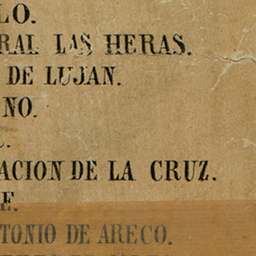 LO.
RAL LAS HERAS.
DE LUJAN.
NO.
ACION DE LA CRUZ.
E.
TONIO DE ARECO.